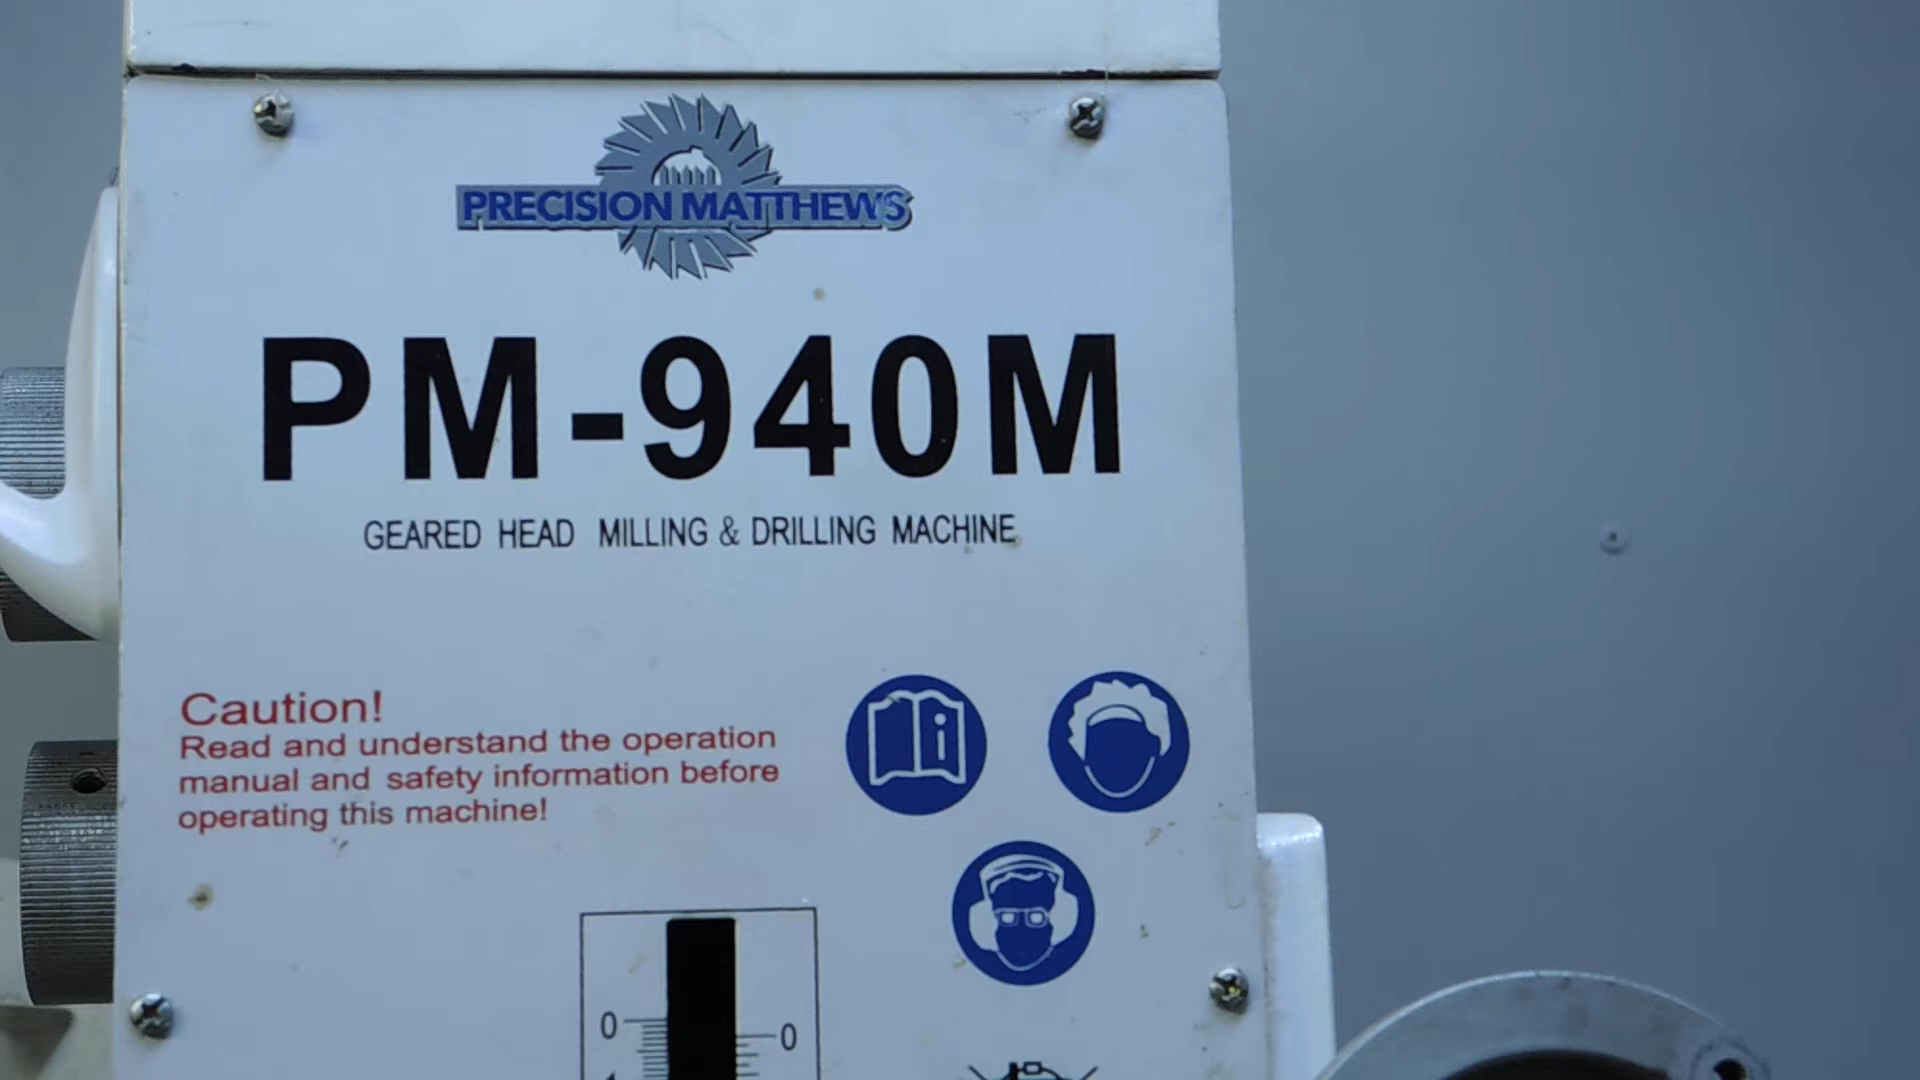 PRECISION MATTHEWS
PM-940M
GEARED HEAD MILLING & DRILLING MACHINE
Caution!
Read and understand the operation
manual and safety information before
operating this machine!
i
0
0